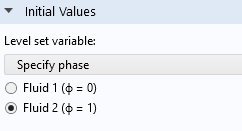 Initial Values
Level set variable:
Specify phase
Fluid 1 (ϕ = 0)
Fluid 2 (ϕ = 1)